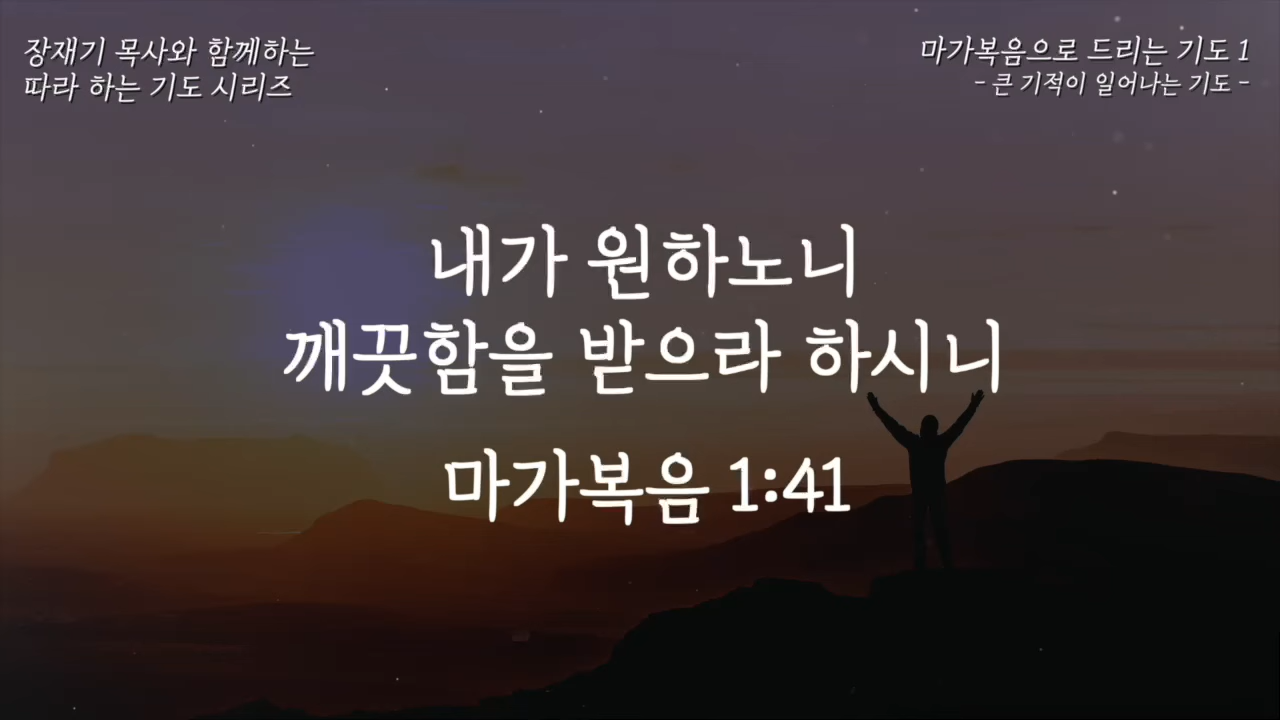 장재기 목사와 함께하는
따라 하는 기도 시리즈
마가복음으로 드리는 기도 1
- 큰 기적이 일어나는 기도 -
내가 원하노니
깨끗함을 받으라 하시니
마가복음 1:41